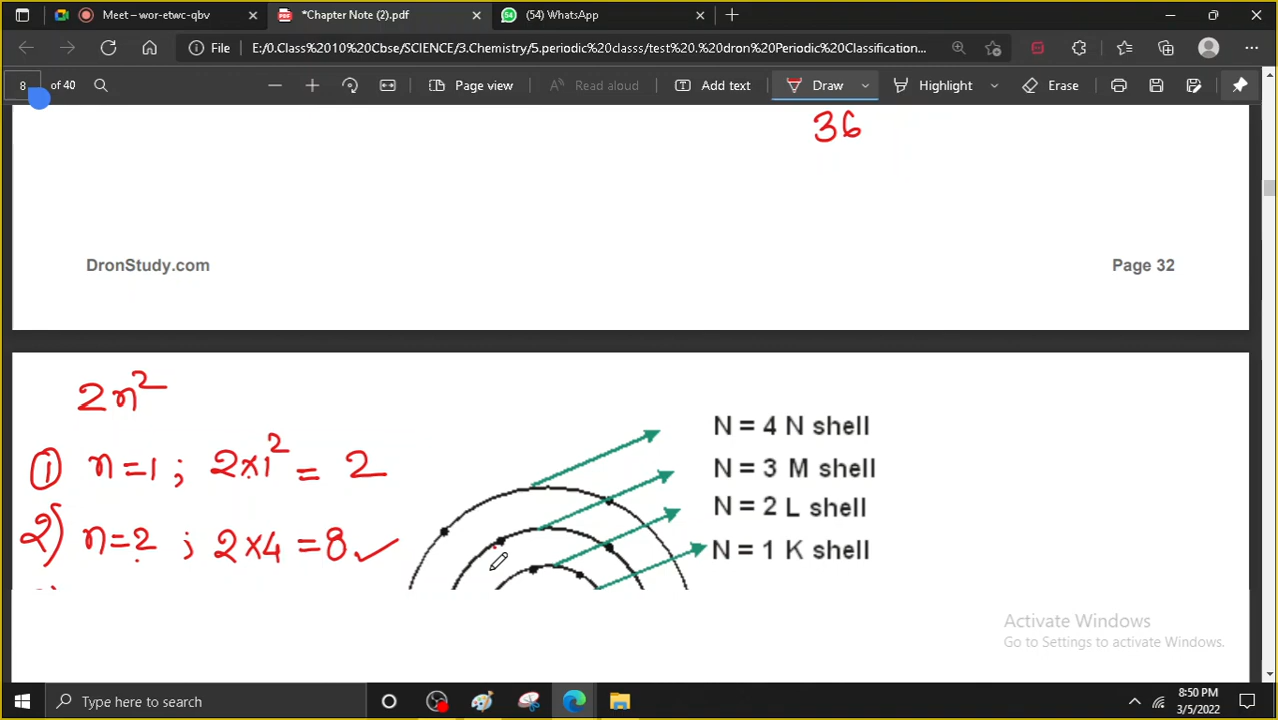 Meet – wor-etwc-qbv
*Chapter Note (2).pdf
(54) WhatsApp
File
E:/0.Class%2010%20Cbse/SCIENCE/3.Chemistry/5.periodic%20classs/test%20.%20dron%20Periodic%20Classification...
8 of 40
Page view
Read aloud
Add text
Draw
Highlight
Erase
36
DronStudy.com
Page 32
2n²
① n=1 ; 2×1² = 2
2) n=2 ; 2×4 =8 ✓
N = 4 N shell
N = 3 M shell
N = 2 L shell
N = 1 K shell
Activate Windows
Go to Settings to activate Windows.
Type here to search
8:50 PM
3/5/2022